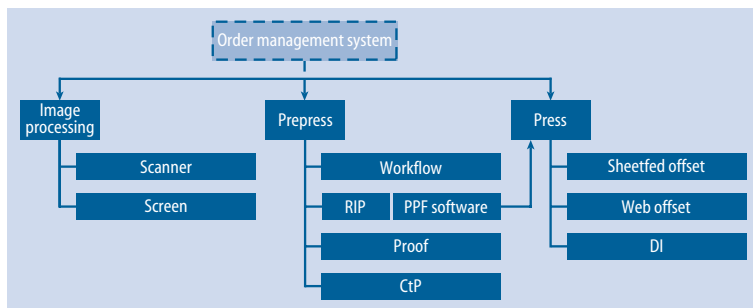 Order management system
Image
processing
Prepress
Press
Scanner
Workflow
Sheetfed offset
Screen
RIP
PPF software
Web offset
Proof
DI
CtP